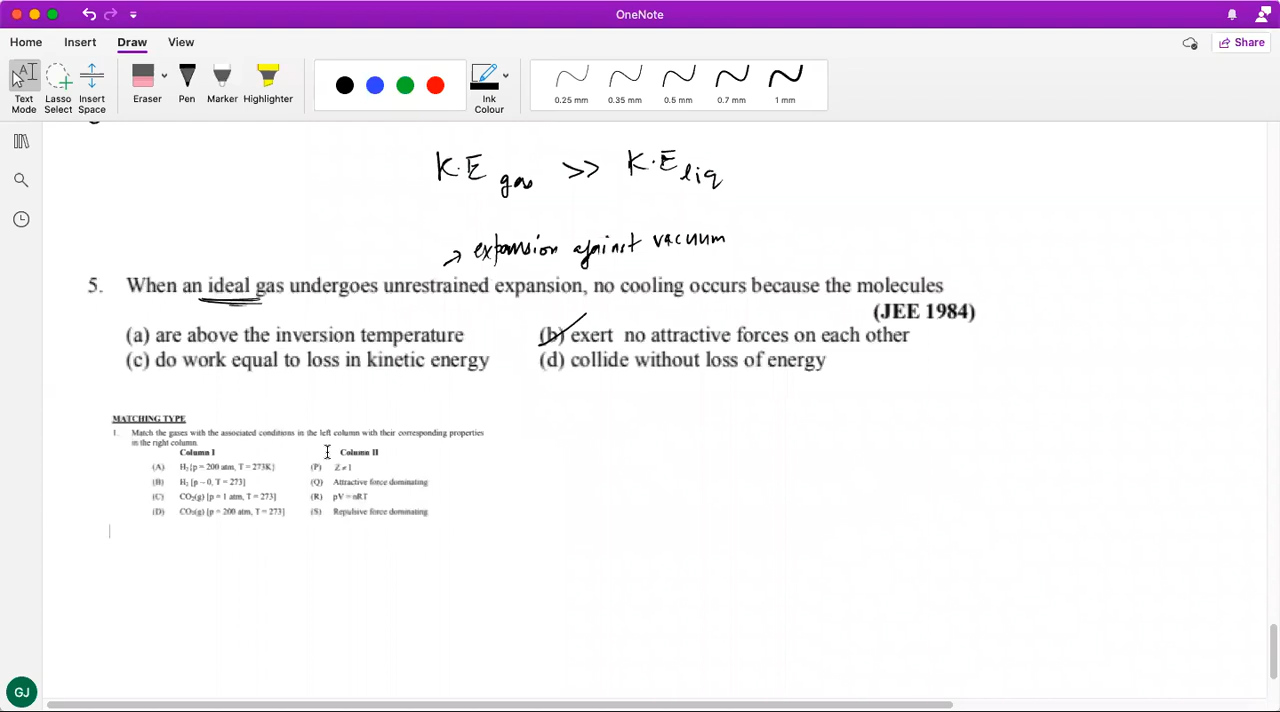 OneNote
Home Insert Draw View
Share
Text Mode
Lasso Select
Insert Space
Eraser
Pen
Marker
Highlighter
Ink Colour
0.25 mm 0.35 mm 0.5 mm 0.7 mm 1 mm
K.E gas >> K.E liq
→ expansion against vacuum
5. When an ideal gas undergoes unrestrained expansion, no cooling occurs because the molecules
(JEE 1984)
(a) are above the inversion temperature (b) exert no attractive forces on each other
(c) do work equal to loss in kinetic energy (d) collide without loss of energy
MATCHING TYPE
1. Match the gases with the associated conditions in the left column with their corresponding properties
in the right column.
Column I Column II
(A) H₂[p = 200 atm, T = 273K] (P) Z ≠ 1
(B) H₂ [p ~ 0, T = 273] (Q) Attractive force dominating
(C) CO₂(g) [p = 1 atm, T = 273] (R) pV = nRT
(D) CO₂(g) [p = 200 atm, T = 273] (S) Repulsive force dominating
GJ